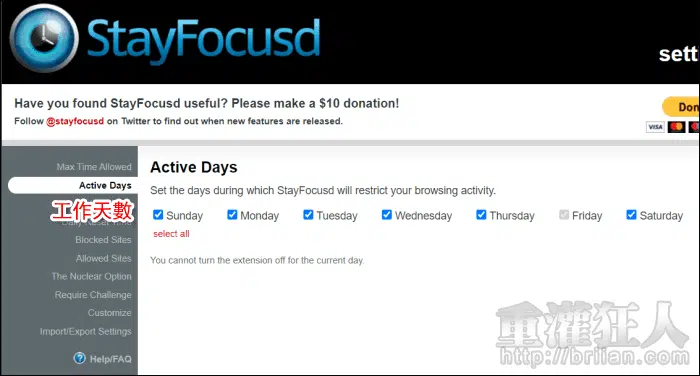 StayFocusd
sett
Have you found StayFocusd useful? Please make a $10 donation!
Don
Follow @stayfocusd on Twitter to find out when new features are released.
VISA
Max Time Allowed
Active Days
工作天數
Blocked Sites
Allowed Sites
The Nuclear Option
Require Challenge
Customize
Import/Export Settings
Help/FAQ
Active Days
Set the days during which StayFocusd will restrict your browsing activity.
Sunday Monday Tuesday Wednesday Thursday Friday Saturday
select all
You cannot turn the extension off for the current day.
重灌狂人
http://briian.com